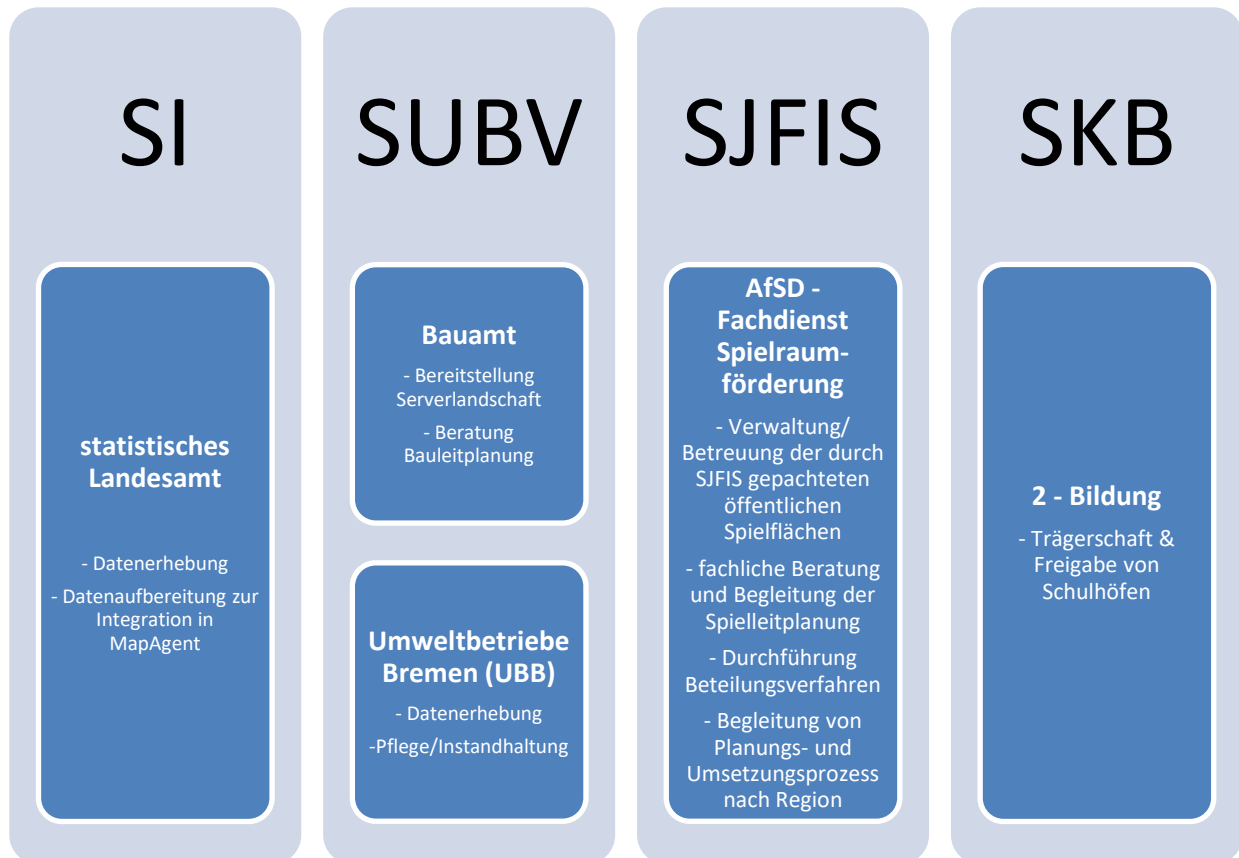 SI
statistisches
Landesamt
- Datenerhebung
- Datenaufbereitung zur
Integration in
MapAgent
SUBV
Bauamt
- Bereitstellung
Serverlandschaft
- Beratung
Bauleitplanung
Umweltbetriebe
Bremen (UBB)
- Datenerhebung
-Pflege/Instandhaltung
SJFIS
AfSD -
Fachdienst
Spielraum-
förderung
- Verwaltung/
Betreuung der durch
SJFIS gepachteten
öffentlichen
Spielflächen
- fachliche Beratung
und Begleitung der
Spielleitplanung
- Durchführung
Beteilungsverfahren
- Begleitung von
Planungs- und
Umsetzungsprozess
nach Region
SKB
2 - Bildung
- Trägerschaft &
Freigabe von
Schulhöfen